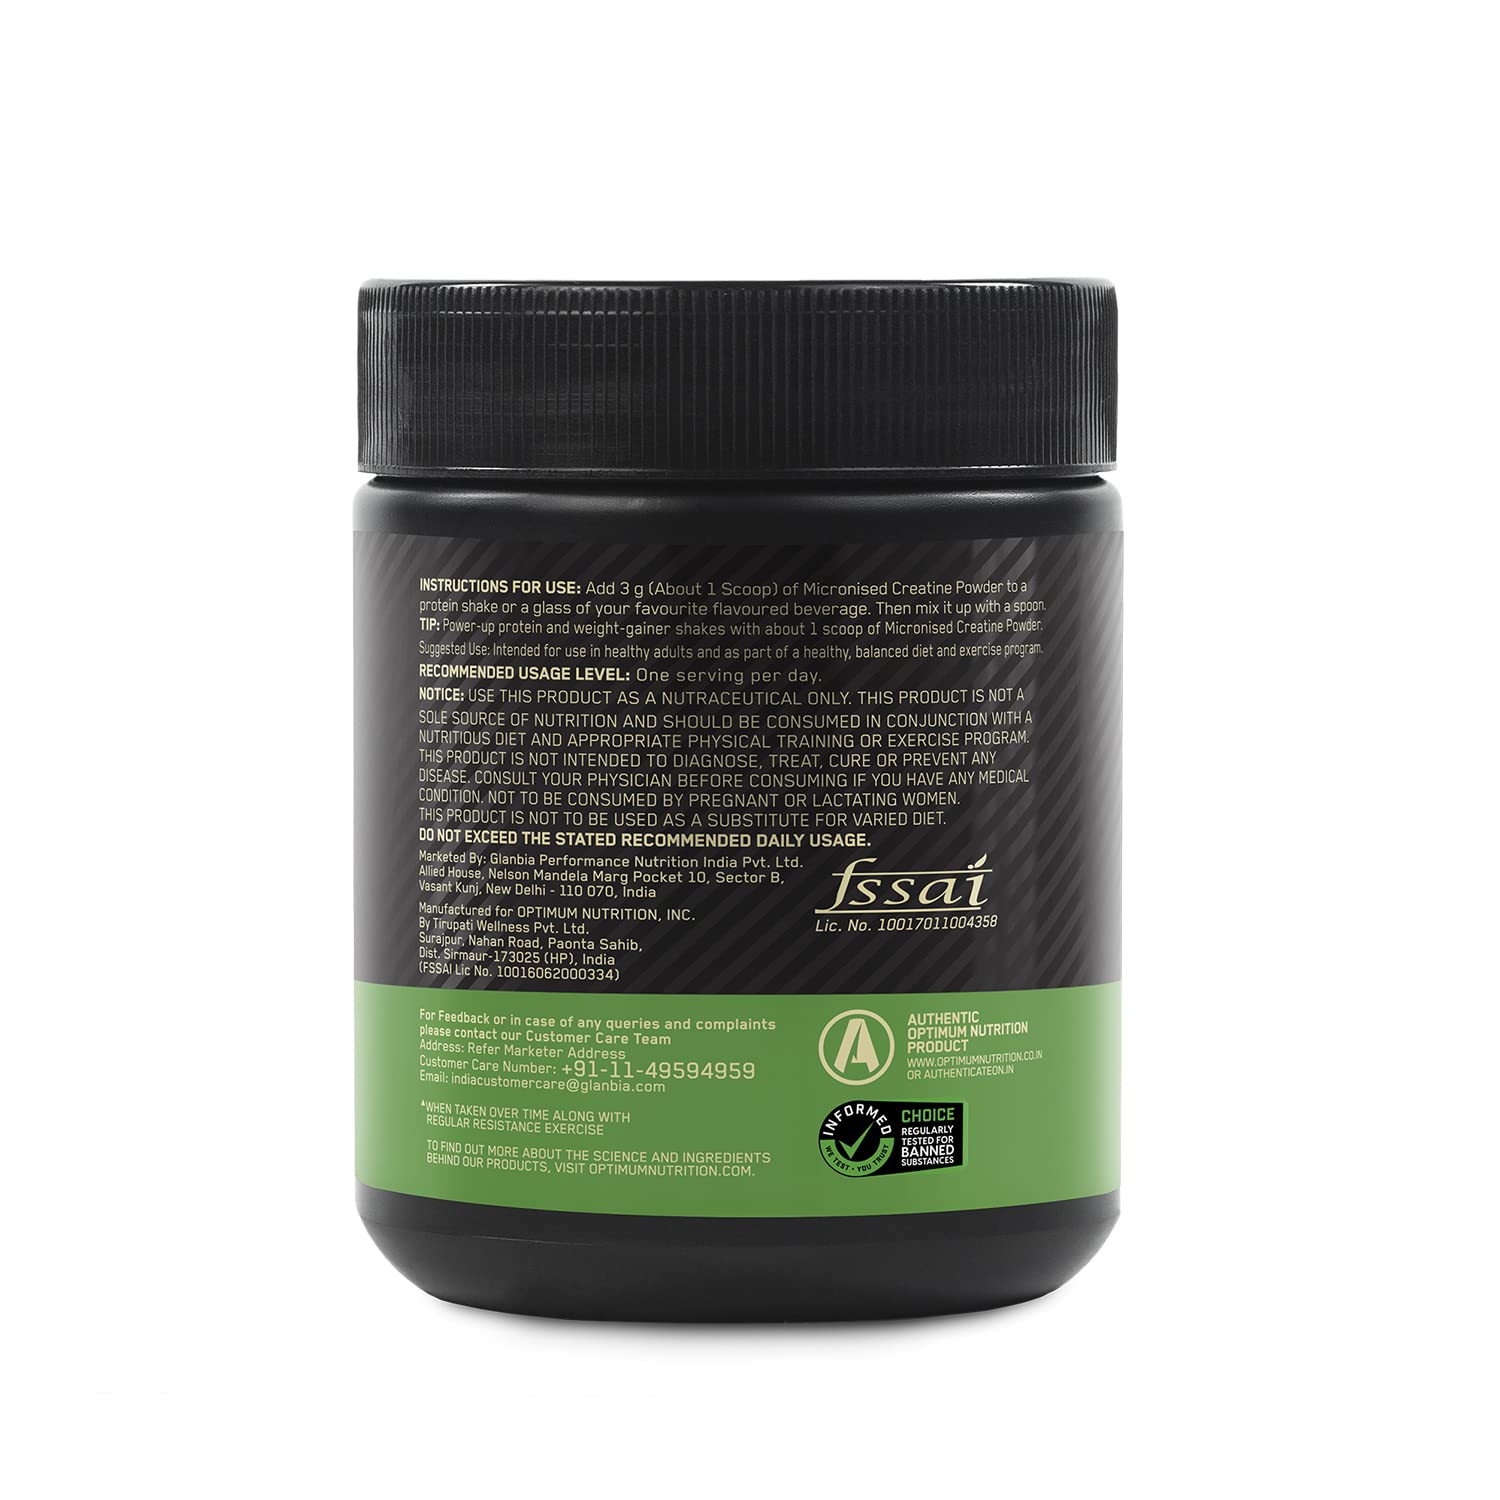 INSTRUCTIONS FOR USE: Add 3 g (About 1 Scoop) of Micronised Creatine Powder to a
protein shake or a glass of your favourite flavoured beverage. Then mix it up with a spoon.
TIP: Power-up protein and weight-gainer shakes with about 1 scoop of Micronised Creatine Powder.
Suggested Use: Intended for use in healthy adults and as part of a healthy, balanced diet and exercise program.
RECOMMENDED USAGE LEVEL: One serving per day.
NOTICE: USE THIS PRODUCT AS A NUTRACEUTICAL ONLY. THIS PRODUCT IS NOT A
SOLE SOURCE OF NUTRITION AND SHOULD BE CONSUMED IN CONJUNCTION WITH A
NUTRITIOUS DIET AND APPROPRIATE PHYSICAL TRAINING OR EXERCISE PROGRAM.
THIS PRODUCT IS NOT INTENDED TO DIAGNOSE, TREAT, CURE OR PREVENT ANY
DISEASE. CONSULT YOUR PHYSICIAN BEFORE CONSUMING IF YOU HAVE ANY MEDICAL
CONDITION. NOT TO BE CONSUMED BY PREGNANT OR LACTATING WOMEN.
THIS PRODUCT IS NOT TO BE USED AS A SUBSTITUTE FOR VARIED DIET.
DO NOT EXCEED THE STATED RECOMMENDED DAILY USAGE.
Marketed By: Glanbia Performance Nutrition India Pvt. Ltd.
Allied House, Nelson Mandela Marg Pocket 10, Sector B,
Vasant Kunj, New Delhi - 110 070, India
Manufactured for OPTIMUM NUTRITION, INC.
By Tirupati Wellness Pvt. Ltd.
Surajpur, Nahan Road, Paonta Sahib,
Dist. Sirmaur-173025 (HP), India
(FSSAI Lic No. 10016062000334)
fssai
Lic. No. 10017011004358
For Feedback or in case of any queries and complaints
please contact our Customer Care Team
Address: Refer Marketer Address
Customer Care Number: +91-11-49594959
Email: indiacustomercare@glanbia.com
▲WHEN TAKEN OVER TIME ALONG WITH
REGULAR RESISTANCE EXERCISE
TO FIND OUT MORE ABOUT THE SCIENCE AND INGREDIENTS
BEHIND OUR PRODUCTS, VISIT OPTIMUMNUTRITION.COM.
A
AUTHENTIC
OPTIMUM NUTRITION
PRODUCT
WWW.OPTIMUMNUTRITION.CO.IN
OR AUTHENTICATEON.IN
INFORMED
WE TEST • YOU TRUST
CHOICE
REGULARLY
TESTED FOR
BANNED
SUBSTANCES